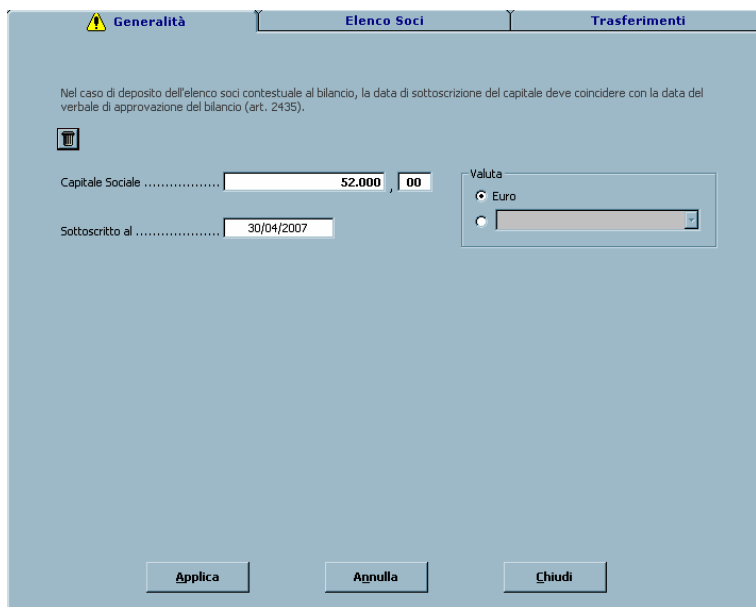 Generalità
Elenco Soci
Trasferimenti
Nel caso di deposito dell'elenco soci contestuale al bilancio, la data di sottoscrizione del capitale deve coincidere con la data del
verbale di approvazione del bilancio (art. 2435).
Capitale Sociale .................. 52.000 , 00
Valuta
Euro
Sottoscritto al .................... 30/04/2007
Applica
Annulla
Chiudi